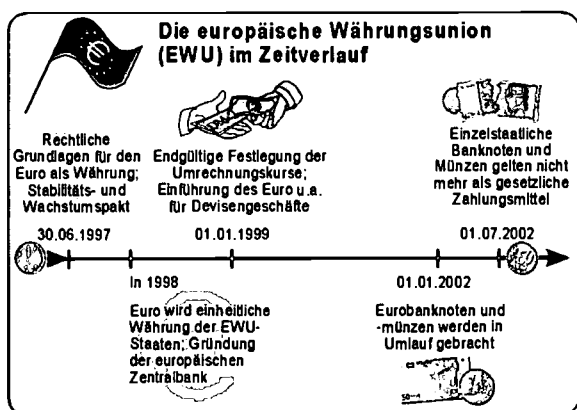 Die europäische Währungsunion
(EWU) im Zeitverlauf
Rechtliche
Grundlagen für den
Euro als Währung;
Stabilitäts- und
Wachstumspakt
30.06.1997
Endgültige Festlegung der
Umrechnungskurse;
Einführung des Euro u.a.
für Devisengeschäfte
01.01.1999
Einzelstaatliche
Banknoten und
Münzen gelten nicht
mehr als gesetzliche
Zahlungsmittel
01.07.2002
In 1998
Euro wird einheitliche
Währung der EWU-
Staaten; Gründung
der europäischen
Zentralbank
01.01.2002
Eurobanknoten und
-münzen werden in
Umlauf gebracht
50